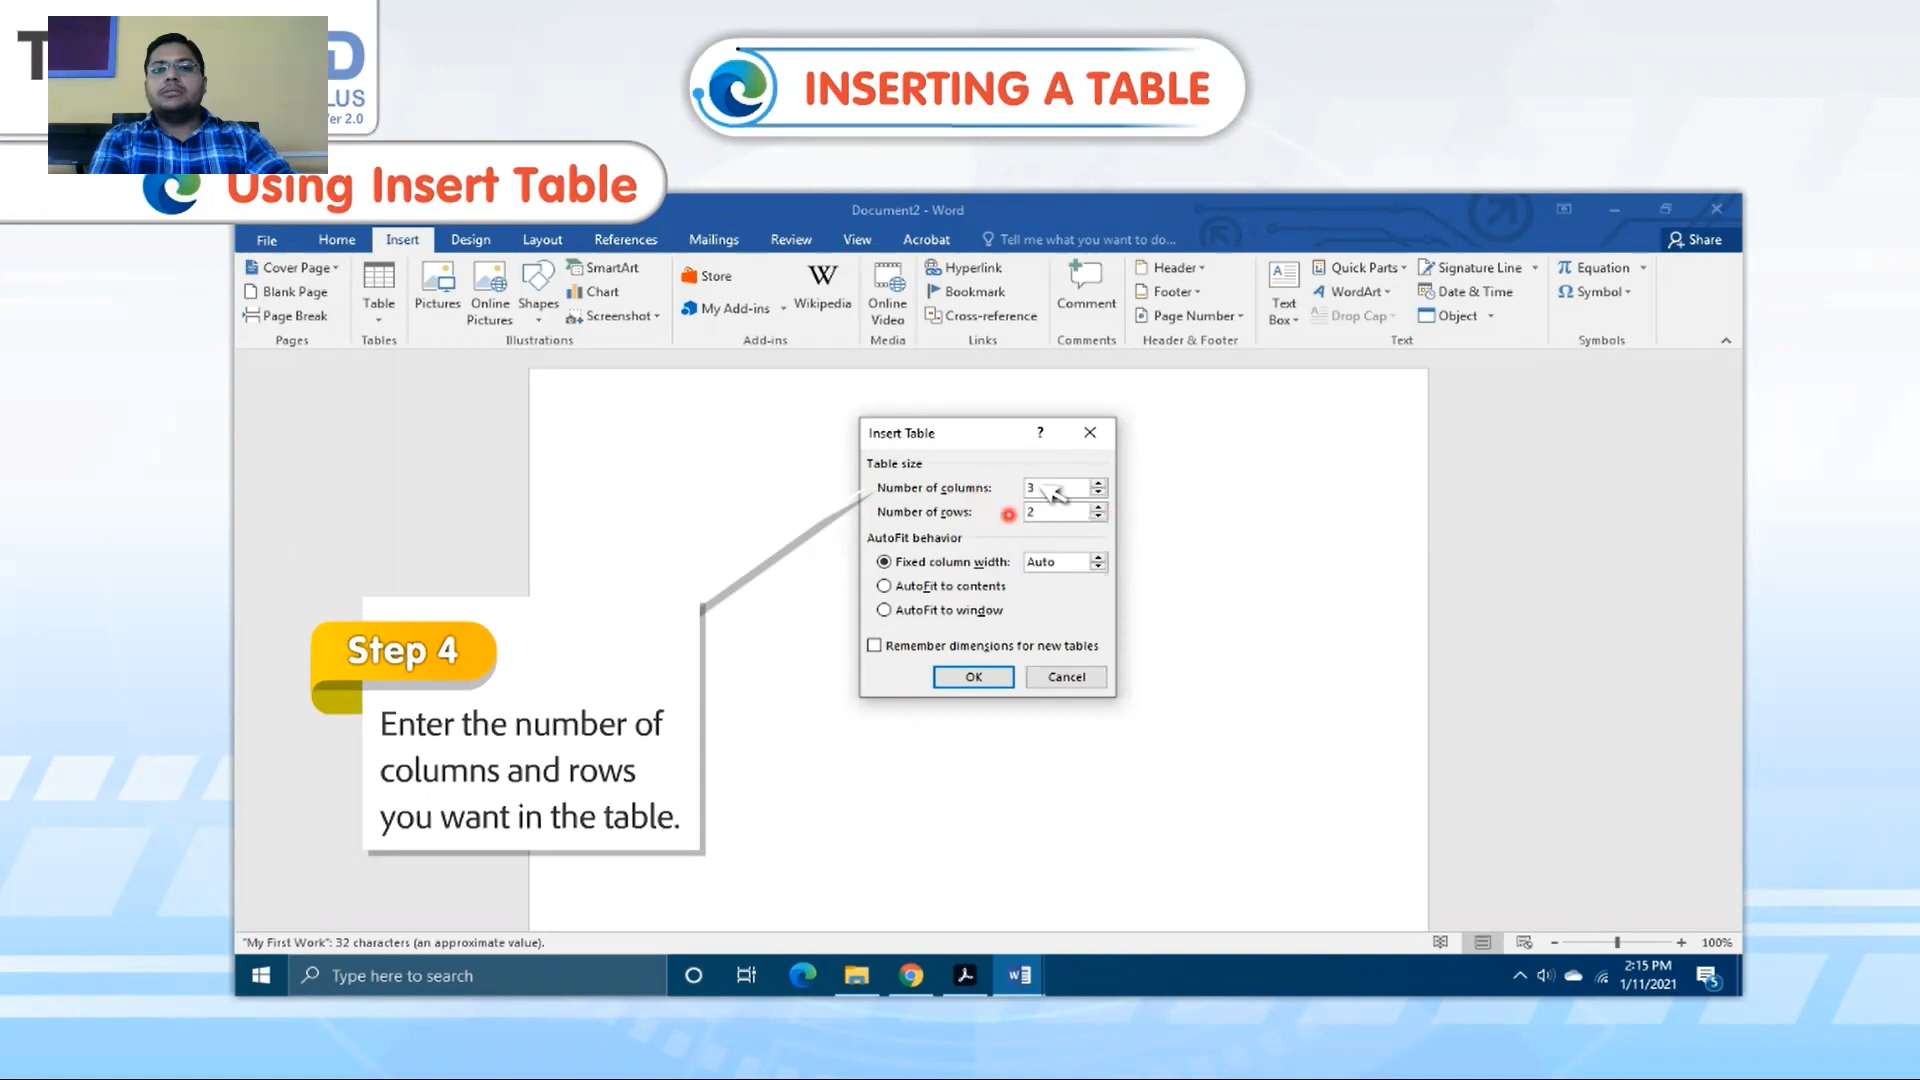 T
D
LUS
Ver 2.0
INSERTING A TABLE
Using Insert Table
Document2 - Word
File Home Insert Design Layout References Mailings Review View Acrobat Tell me what you want to do... Share
Cover Page
Blank Page
Page Break
Pages
Table
Tables
Pictures
Online Pictures
Shapes
SmartArt
Chart
Screenshot
Illustrations
Store
My Add-ins
Wikipedia
Add-ins
Online Video
Media
Hyperlink
Bookmark
Cross-reference
Links
Comment
Comments
Header
Footer
Page Number
Header & Footer
Text Box
Quick Parts
WordArt
Drop Cap
Signature Line
Date & Time
Object
Text
Equation
Symbol
Symbols
Insert Table ?
Table size
Number of columns: 3
Number of rows: 2
AutoFit behavior
Fixed column width: Auto
AutoFit to contents
AutoFit to window
Remember dimensions for new tables
OK Cancel
Step 4
Enter the number of
columns and rows
you want in the table.
"My First Work": 32 characters (an approximate value).
100%
Type here to search
2:15 PM
1/11/2021
5